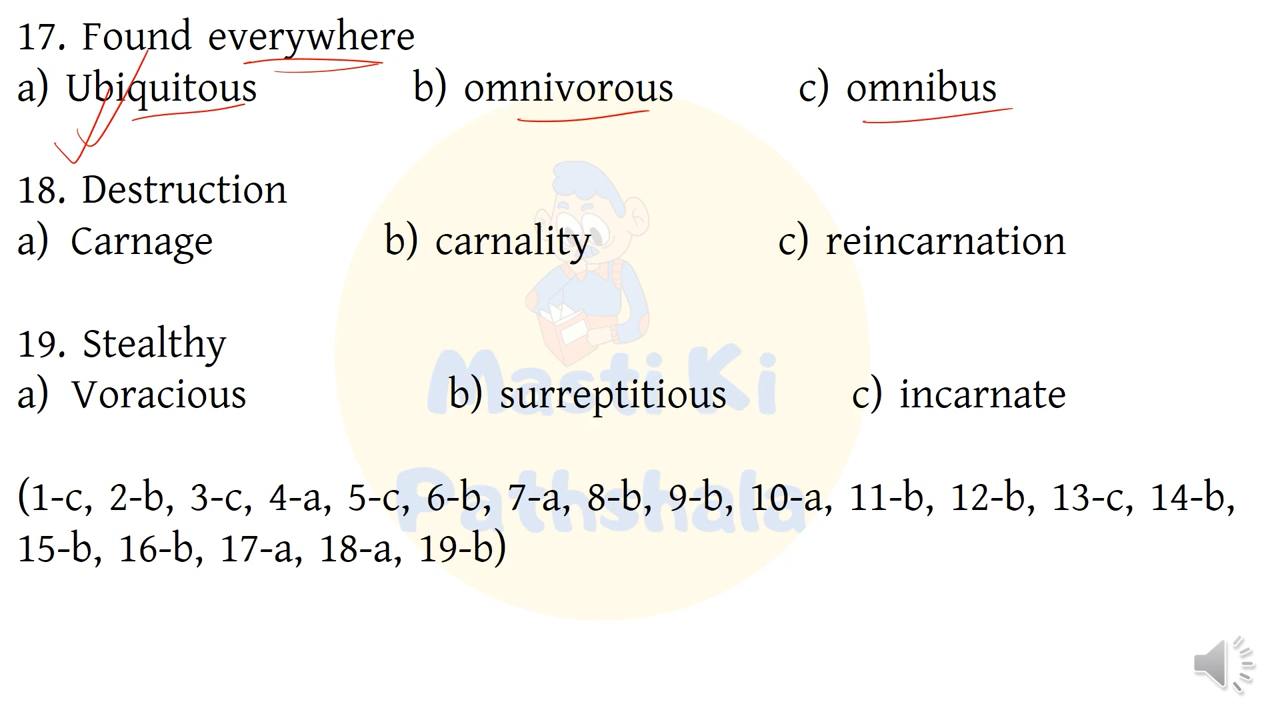 17. Found everywhere
a) Ubiquitous b) omnivorous c) omnibus
18. Destruction
a) Carnage b) carnality c) reincarnation
19. Stealthy
a) Voracious b) surreptitious c) incarnate
Masti Ki
Pathshala
(1-c, 2-b, 3-c, 4-a, 5-c, 6-b, 7-a, 8-b, 9-b, 10-a, 11-b, 12-b, 13-c, 14-b,
15-b, 16-b, 17-a, 18-a, 19-b)